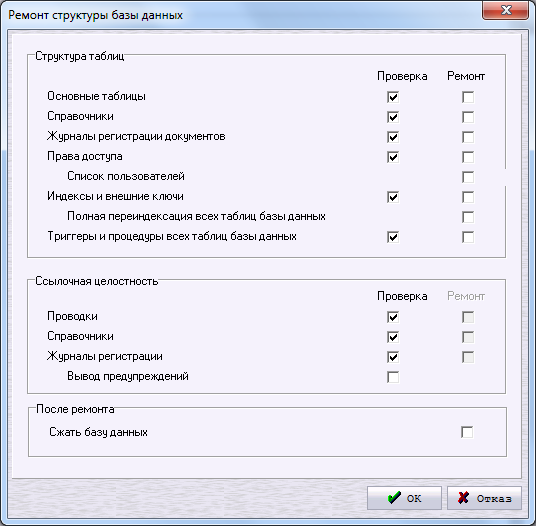 Ремонт структуры базы данных
Структура таблиц
Проверка Ремонт
Основные таблицы
Справочники
Журналы регистрации документов
Права доступа
Список пользователей
Индексы и внешние ключи
Полная переиндексация всех таблиц базы данных
Триггеры и процедуры всех таблиц базы данных
Ссылочная целостность
Проверка Ремонт
Проводки
Справочники
Журналы регистрации
Вывод предупреждений
После ремонта
Сжать базу данных
OK Отказ